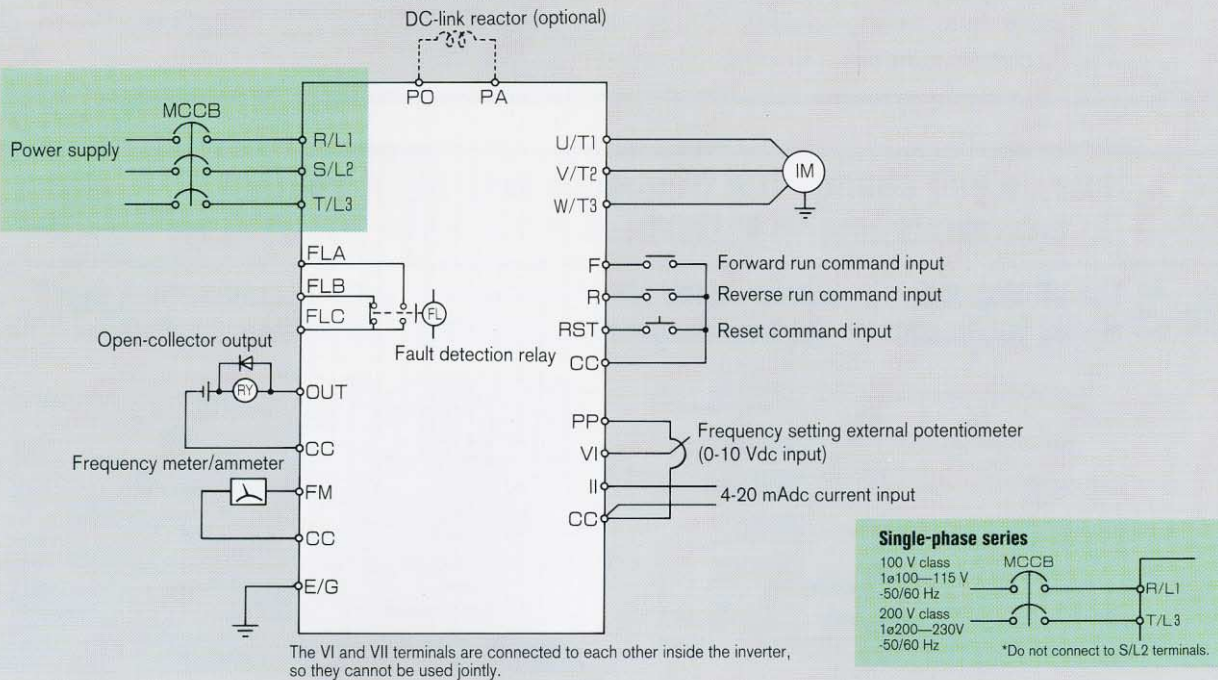 DC-link reactor (optional)
PO PA
MCCB
Power supply
R/L1
S/L2
T/L3
U/T1
V/T2
W/T3
IM
FLA
FLB
FLC
FL
Fault detection relay
F
Forward run command input
R
Reverse run command input
RST
Reset command input
CC
Open-collector output
RY
OUT
CC
Frequency meter/ammeter
FM
CC
E/G
PP
VI
Frequency setting external potentiometer
(0-10 Vdc input)
II
4-20 mAdc current input
CC
The VI and VII terminals are connected to each other inside the inverter,
so they cannot be used jointly.
Single-phase series
100 V class
1ø100—115 V
-50/60 Hz
200 V class
1ø200—230V
-50/60 Hz
MCCB
R/L1
T/L3
*Do not connect to S/L2 terminals.